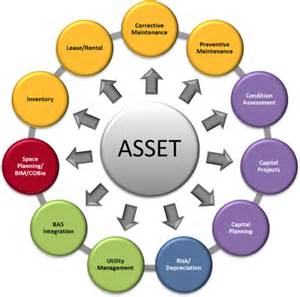 Corrective
Maintenance
Preventive
Maintenance
Condition
Assessment
Capital
Projects
Capital
Planning
Risk/
Depreciation
Utility
Management
BAS
Integration
Space
Planning/
BIM/COBie
Inventory
Lease/Rental
ASSET